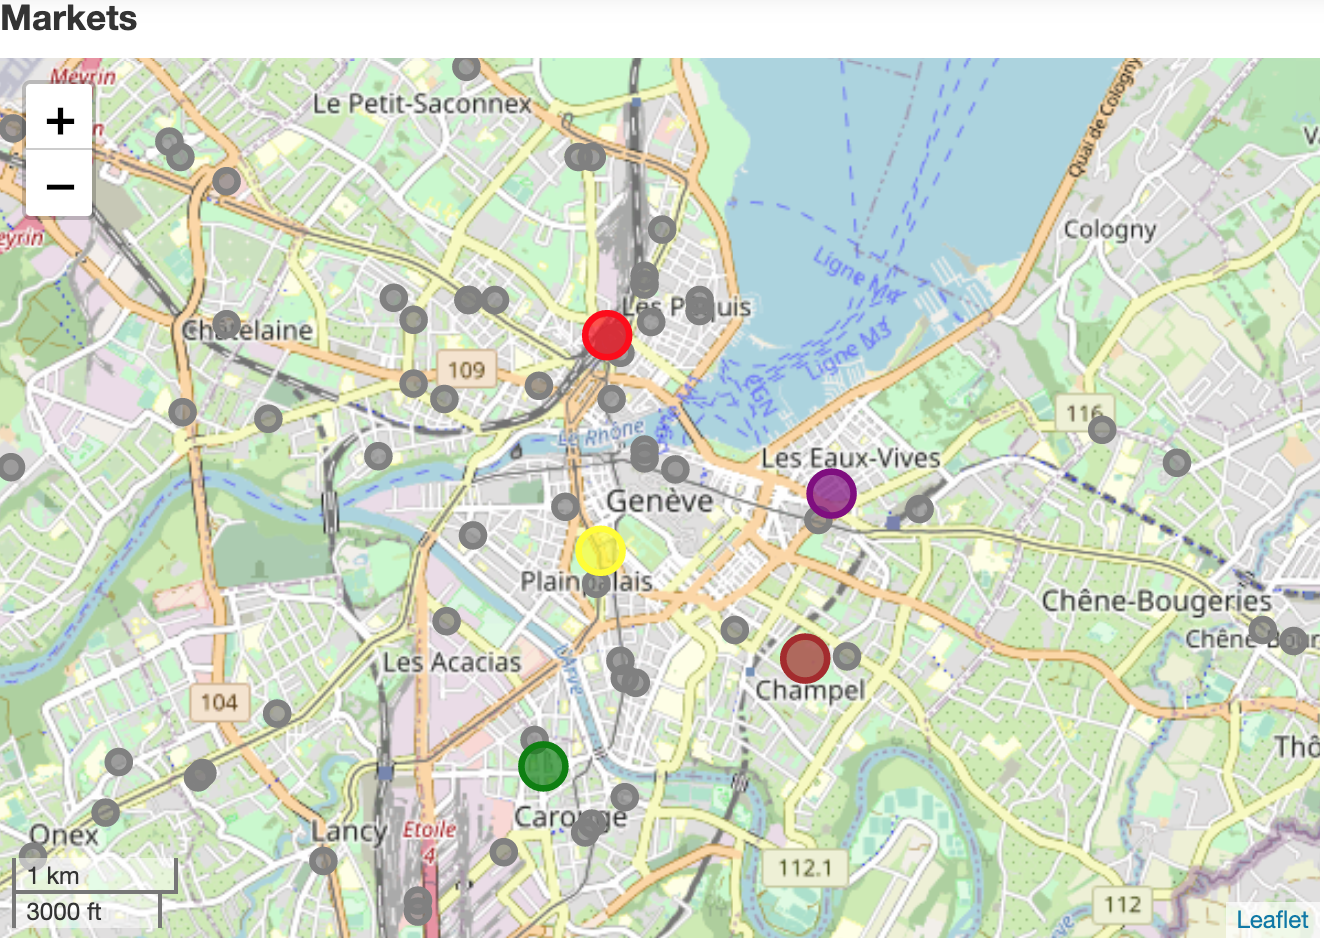 Markets
Meyrin
Le Petit-Saconnex
+
−
Quai de Cologny
Cologny
Ligne M4
Ligne M3
Châtelaine
109
116
Le Rhône
Les Eaux-Vives
Genève
Plainpalais
Chêne-Bougeries
Les Acacias
L'Arve
Champel
104
Thô
Carouge
Onex
Lancy
Etoile
4
112.1
112
1 km
3000 ft
Leaflet